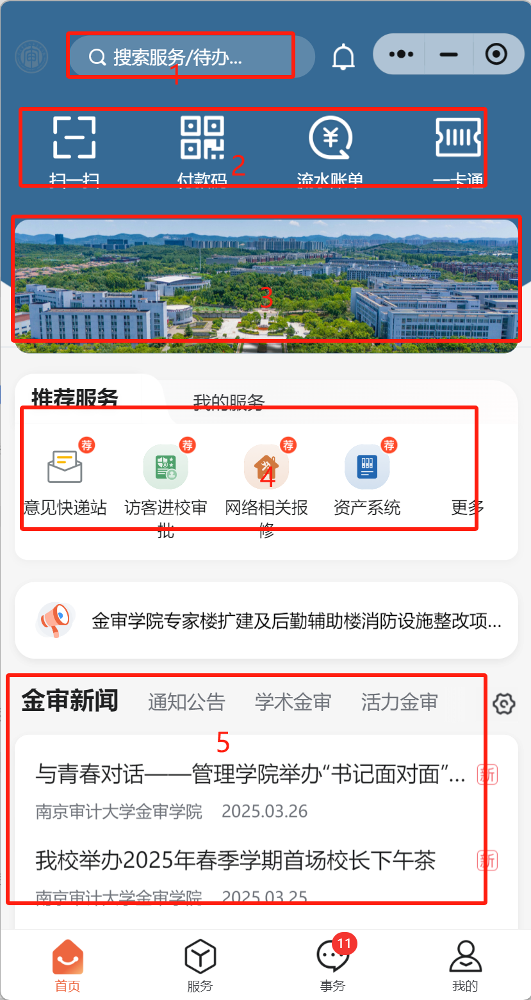 搜索服务/待办...
1
扫一扫
付款码
流水账单
一卡通
2
3
推荐服务
我的服务
荐
荐
荐
荐
意见快递站
访客进校审
批
网络相关报
修
资产系统
更多
4
金审学院专家楼扩建及后勤辅助楼消防设施整改项...
金审新闻
通知公告
学术金审
活力金审
5
与青春对话——管理学院举办“书记面对面”...
新
南京审计大学金审学院 2025.03.26
我校举办2025年春季学期首场校长下午茶
新
南京审计大学金审学院 2025.03.25
11
首页
服务
事务
我的